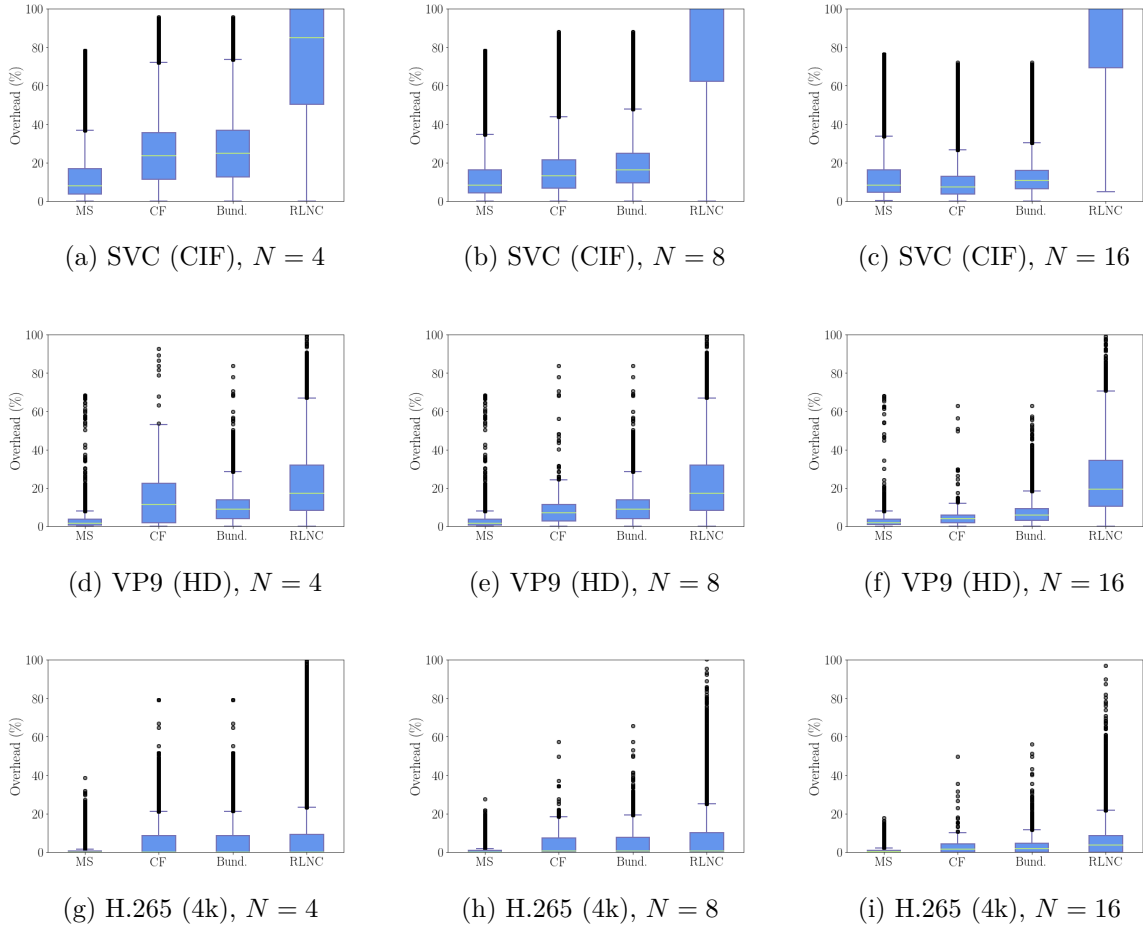 Overhead (%)
100
80
60
40
20
0
MS CF Bund. RLNC
(a) SVC (CIF), N = 4
Overhead (%)
100
80
60
40
20
0
MS CF Bund. RLNC
(b) SVC (CIF), N = 8
Overhead (%)
100
80
60
40
20
0
MS CF Bund. RLNC
(c) SVC (CIF), N = 16
Overhead (%)
100
80
60
40
20
0
MS CF Bund. RLNC
(d) VP9 (HD), N = 4
Overhead (%)
100
80
60
40
20
0
MS CF Bund. RLNC
(e) VP9 (HD), N = 8
Overhead (%)
100
80
60
40
20
0
MS CF Bund. RLNC
(f) VP9 (HD), N = 16
Overhead (%)
100
80
60
40
20
0
MS CF Bund. RLNC
(g) H.265 (4k), N = 4
Overhead (%)
100
80
60
40
20
0
MS CF Bund. RLNC
(h) H.265 (4k), N = 8
Overhead (%)
100
80
60
40
20
0
MS CF Bund. RLNC
(i) H.265 (4k), N = 16